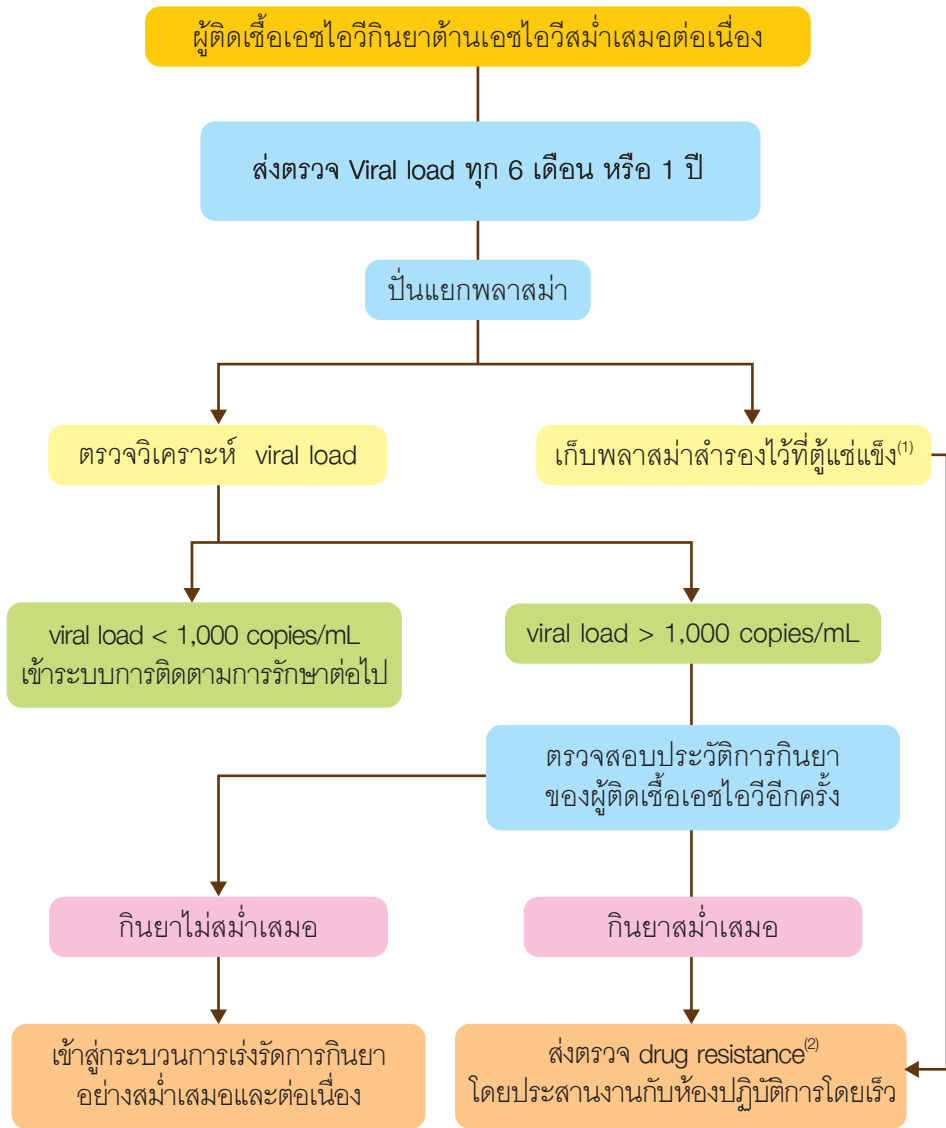 ผู้ติดเชื้อเอชไอวีกินยาต้านเอชไอวีสม่ำเสมอต่อเนื่อง
ส่งตรวจ Viral load ทุก 6 เดือน หรือ 1 ปี
ปั่นแยกพลาสม่า
ตรวจวิเคราะห์ viral load
เก็บพลาสม่าสำรองไว้ที่ตู้แช่แข็ง(1)
viral load < 1,000 copies/mL
เข้าระบบการติดตามการรักษาต่อไป
viral load > 1,000 copies/mL
ตรวจสอบประวัติการกินยา
ของผู้ติดเชื้อเอชไอวีอีกครั้ง
กินยาไม่สม่ำเสมอ
กินยาสม่ำเสมอ
เข้าสู่กระบวนการเร่งรัดการกินยา
อย่างสม่ำเสมอและต่อเนื่อง
ส่งตรวจ drug resistance(2)
โดยประสานงานกับห้องปฏิบัติการโดยเร็ว